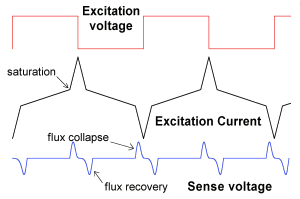 Excitation
voltage
saturation
Excitation Current
flux collapse
flux recovery
Sense voltage